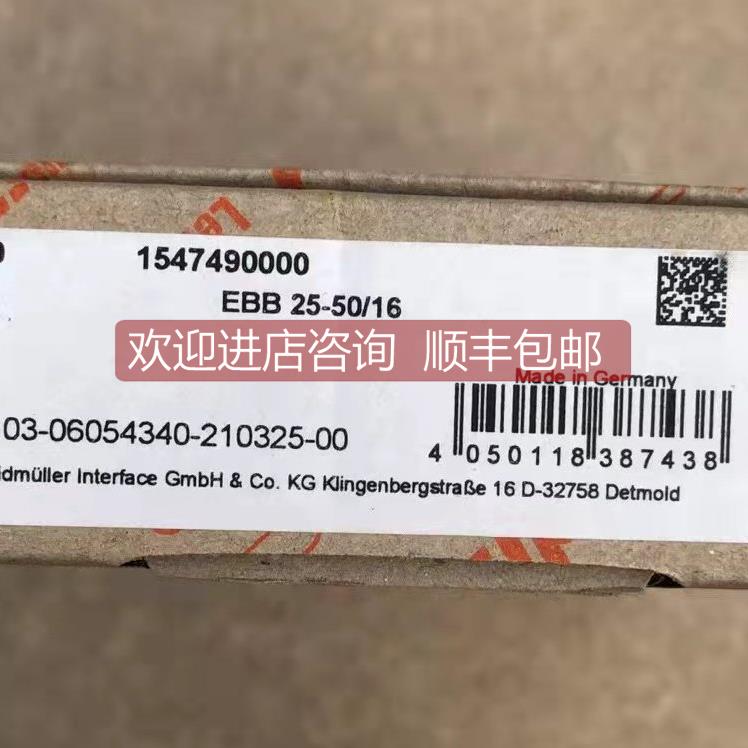 1547490000
EBB 25-50/16
欢迎进店咨询 顺丰包邮
Made in Germany
03-06054340-210325-00
4 050118 387438
idmüller Interface GmbH & Co. KG Klingenbergstraße 16 D-32758 Detmold